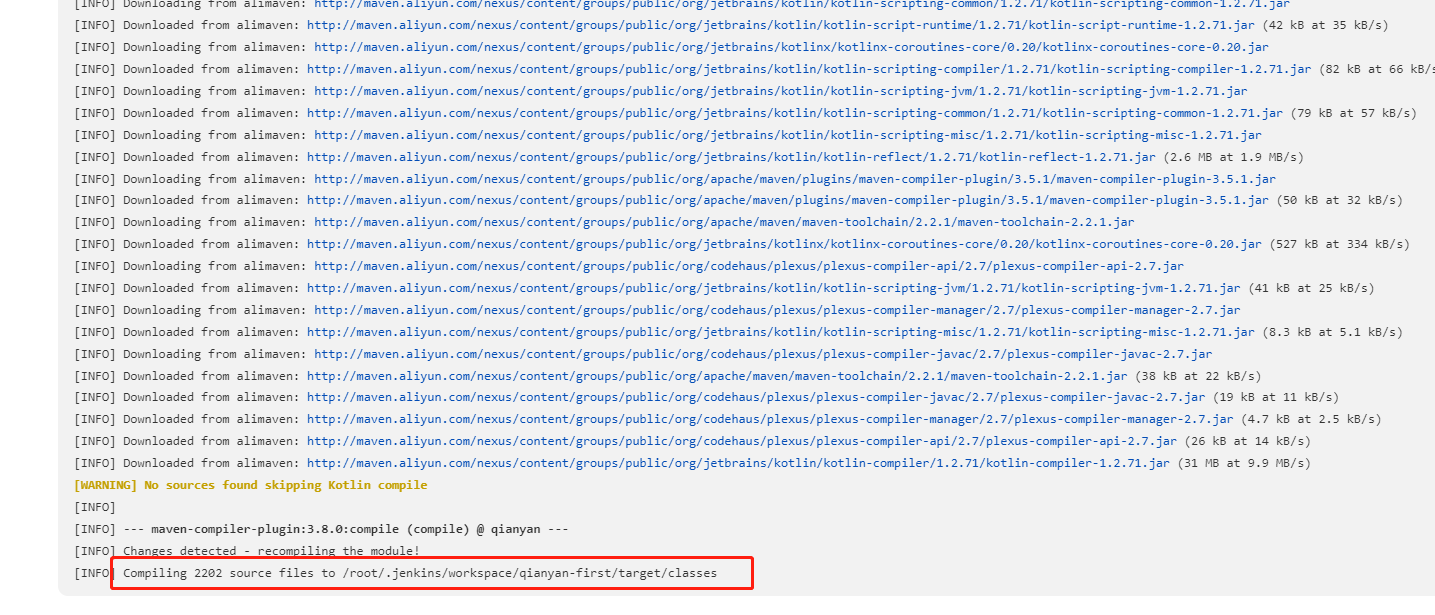 [INFO] Downloading from alimaven: http://maven.aliyun.com/nexus/content/groups/public/org/jetbrains/kotlin/kotlin-scripting-common/1.2.71/kotlin-scripting-common-1.2.71.jar
[INFO] Downloaded from alimaven: http://maven.aliyun.com/nexus/content/groups/public/org/jetbrains/kotlin/kotlin-script-runtime/1.2.71/kotlin-script-runtime-1.2.71.jar (42 kB at 35 kB/s)
[INFO] Downloading from alimaven: http://maven.aliyun.com/nexus/content/groups/public/org/jetbrains/kotlinx/kotlinx-coroutines-core/0.20/kotlinx-coroutines-core-0.20.jar
[INFO] Downloaded from alimaven: http://maven.aliyun.com/nexus/content/groups/public/org/jetbrains/kotlin/kotlin-scripting-compiler/1.2.71/kotlin-scripting-compiler-1.2.71.jar (82 kB at 66 kB/s
[INFO] Downloading from alimaven: http://maven.aliyun.com/nexus/content/groups/public/org/jetbrains/kotlin/kotlin-scripting-jvm/1.2.71/kotlin-scripting-jvm-1.2.71.jar
[INFO] Downloaded from alimaven: http://maven.aliyun.com/nexus/content/groups/public/org/jetbrains/kotlin/kotlin-scripting-common/1.2.71/kotlin-scripting-common-1.2.71.jar (79 kB at 57 kB/s)
[INFO] Downloading from alimaven: http://maven.aliyun.com/nexus/content/groups/public/org/jetbrains/kotlin/kotlin-scripting-misc/1.2.71/kotlin-scripting-misc-1.2.71.jar
[INFO] Downloaded from alimaven: http://maven.aliyun.com/nexus/content/groups/public/org/jetbrains/kotlin/kotlin-reflect/1.2.71/kotlin-reflect-1.2.71.jar (2.6 MB at 1.9 MB/s)
[INFO] Downloading from alimaven: http://maven.aliyun.com/nexus/content/groups/public/org/apache/maven/plugins/maven-compiler-plugin/3.5.1/maven-compiler-plugin-3.5.1.jar
[INFO] Downloaded from alimaven: http://maven.aliyun.com/nexus/content/groups/public/org/apache/maven/plugins/maven-compiler-plugin/3.5.1/maven-compiler-plugin-3.5.1.jar (50 kB at 32 kB/s)
[INFO] Downloading from alimaven: http://maven.aliyun.com/nexus/content/groups/public/org/apache/maven/maven-toolchain/2.2.1/maven-toolchain-2.2.1.jar
[INFO] Downloaded from alimaven: http://maven.aliyun.com/nexus/content/groups/public/org/jetbrains/kotlinx/kotlinx-coroutines-core/0.20/kotlinx-coroutines-core-0.20.jar (527 kB at 334 kB/s)
[INFO] Downloading from alimaven: http://maven.aliyun.com/nexus/content/groups/public/org/codehaus/plexus/plexus-compiler-api/2.7/plexus-compiler-api-2.7.jar
[INFO] Downloaded from alimaven: http://maven.aliyun.com/nexus/content/groups/public/org/jetbrains/kotlin/kotlin-scripting-jvm/1.2.71/kotlin-scripting-jvm-1.2.71.jar (41 kB at 25 kB/s)
[INFO] Downloading from alimaven: http://maven.aliyun.com/nexus/content/groups/public/org/codehaus/plexus/plexus-compiler-manager/2.7/plexus-compiler-manager-2.7.jar
[INFO] Downloaded from alimaven: http://maven.aliyun.com/nexus/content/groups/public/org/jetbrains/kotlin/kotlin-scripting-misc/1.2.71/kotlin-scripting-misc-1.2.71.jar (8.3 kB at 5.1 kB/s)
[INFO] Downloading from alimaven: http://maven.aliyun.com/nexus/content/groups/public/org/codehaus/plexus/plexus-compiler-javac/2.7/plexus-compiler-javac-2.7.jar
[INFO] Downloaded from alimaven: http://maven.aliyun.com/nexus/content/groups/public/org/apache/maven/maven-toolchain/2.2.1/maven-toolchain-2.2.1.jar (38 kB at 22 kB/s)
[INFO] Downloaded from alimaven: http://maven.aliyun.com/nexus/content/groups/public/org/codehaus/plexus/plexus-compiler-javac/2.7/plexus-compiler-javac-2.7.jar (19 kB at 11 kB/s)
[INFO] Downloaded from alimaven: http://maven.aliyun.com/nexus/content/groups/public/org/codehaus/plexus/plexus-compiler-manager/2.7/plexus-compiler-manager-2.7.jar (4.7 kB at 2.5 kB/s)
[INFO] Downloaded from alimaven: http://maven.aliyun.com/nexus/content/groups/public/org/codehaus/plexus/plexus-compiler-api/2.7/plexus-compiler-api-2.7.jar (26 kB at 14 kB/s)
[INFO] Downloaded from alimaven: http://maven.aliyun.com/nexus/content/groups/public/org/jetbrains/kotlin/kotlin-compiler/1.2.71/kotlin-compiler-1.2.71.jar (31 MB at 9.9 MB/s)
[WARNING] No sources found skipping Kotlin compile
[INFO]
[INFO] --- maven-compiler-plugin:3.8.0:compile (compile) @ qianyan ---
[INFO] Changes detected - recompiling the module!
[INFO] Compiling 2202 source files to /root/.jenkins/workspace/qianyan-first/target/classes